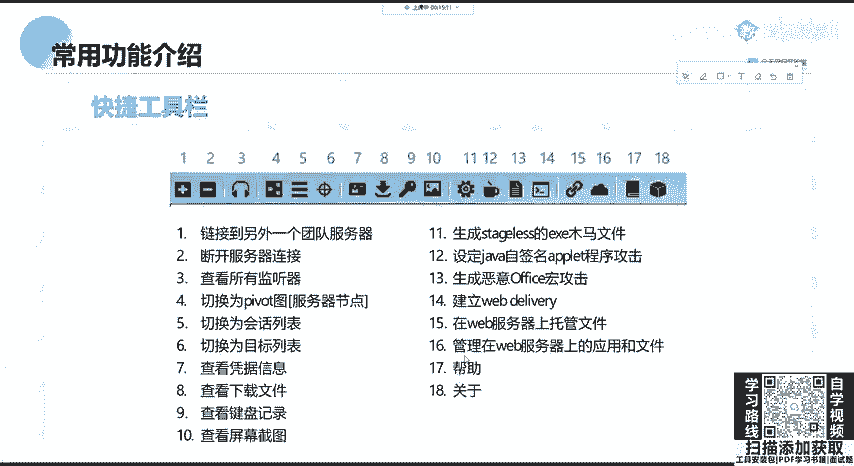 常用功能介绍
快捷工具栏
1 2 3 4 5 6 7 8 9 10 11 12 13 14 15 16 17 18
1. 链接到另外一个团队服务器
2. 断开服务器连接
3. 查看所有监听器
4. 切换为pivot图[服务器节点]
5. 切换为会话列表
6. 切换为目标列表
7. 查看凭据信息
8. 查看下载文件
9. 查看键盘记录
10. 查看屏幕截图
11. 生成stageless的exe木马文件
12. 设定java自签名applet程序攻击
13. 生成恶意Office宏攻击
14. 建立web delivery
15. 在web服务器上托管文件
16. 管理在web服务器上的应用和文件
17. 帮助
18. 关于
学习路线
自学视频
扫描添加获取
工具安装包|PDF学习书籍|面试题